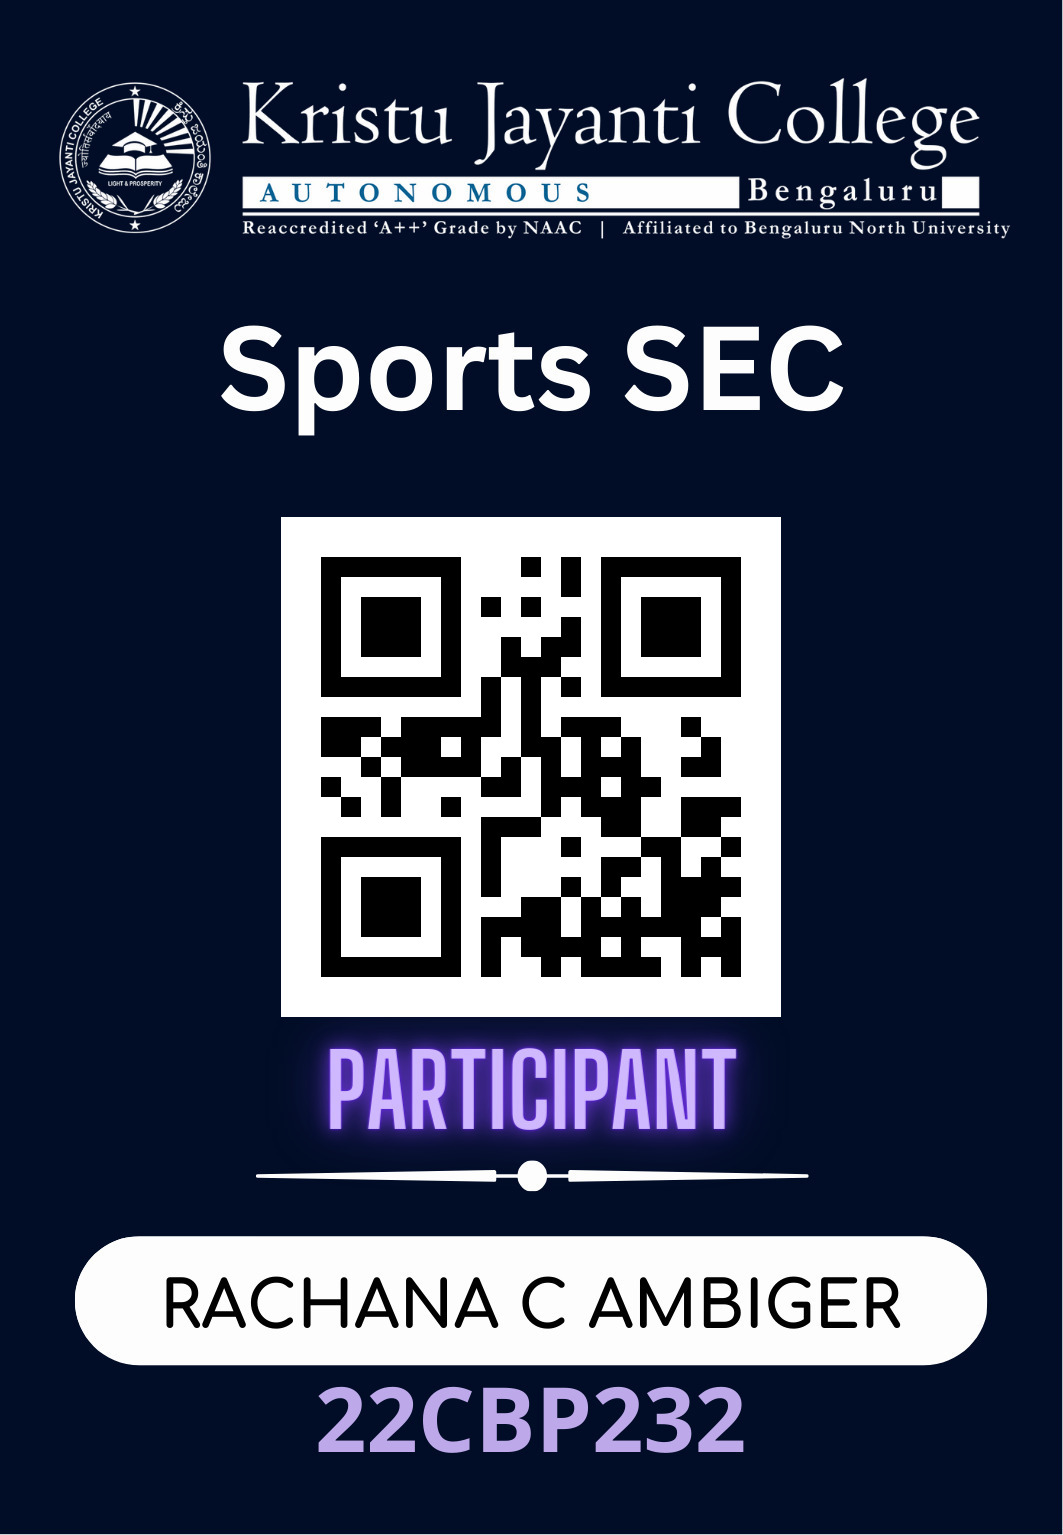 KRISTU JAYANTI COLLEGE
ಕ್ರಿಸ್ತು ಜಯಂತಿ ಕಾಲೇಜು
LIGHT & PROSPERITY
Kristu Jayanti College
AUTONOMOUS Bengaluru
Reaccredited ‘A++’ Grade by NAAC | Affiliated to Bengaluru North University
Sports SEC
PARTICIPANT
RACHANA C AMBIGER
22CBP232